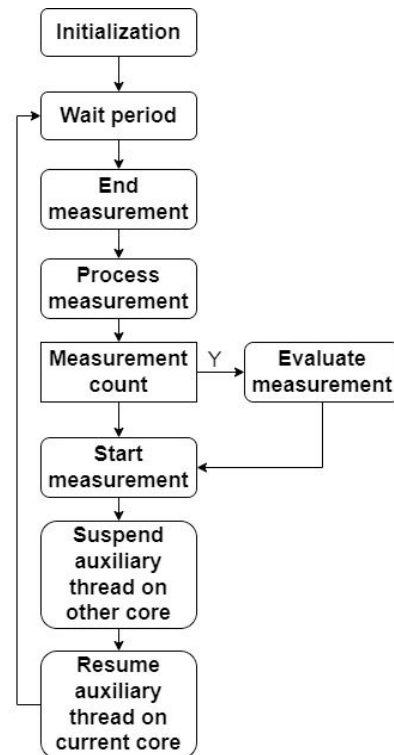 Initialization
Wait period
End
measurement
Process
measurement
Measurement
count
Y
Evaluate
measurement
Start
measurement
Suspend
auxiliary
thread on
other core
Resume
auxiliary
thread on
current core